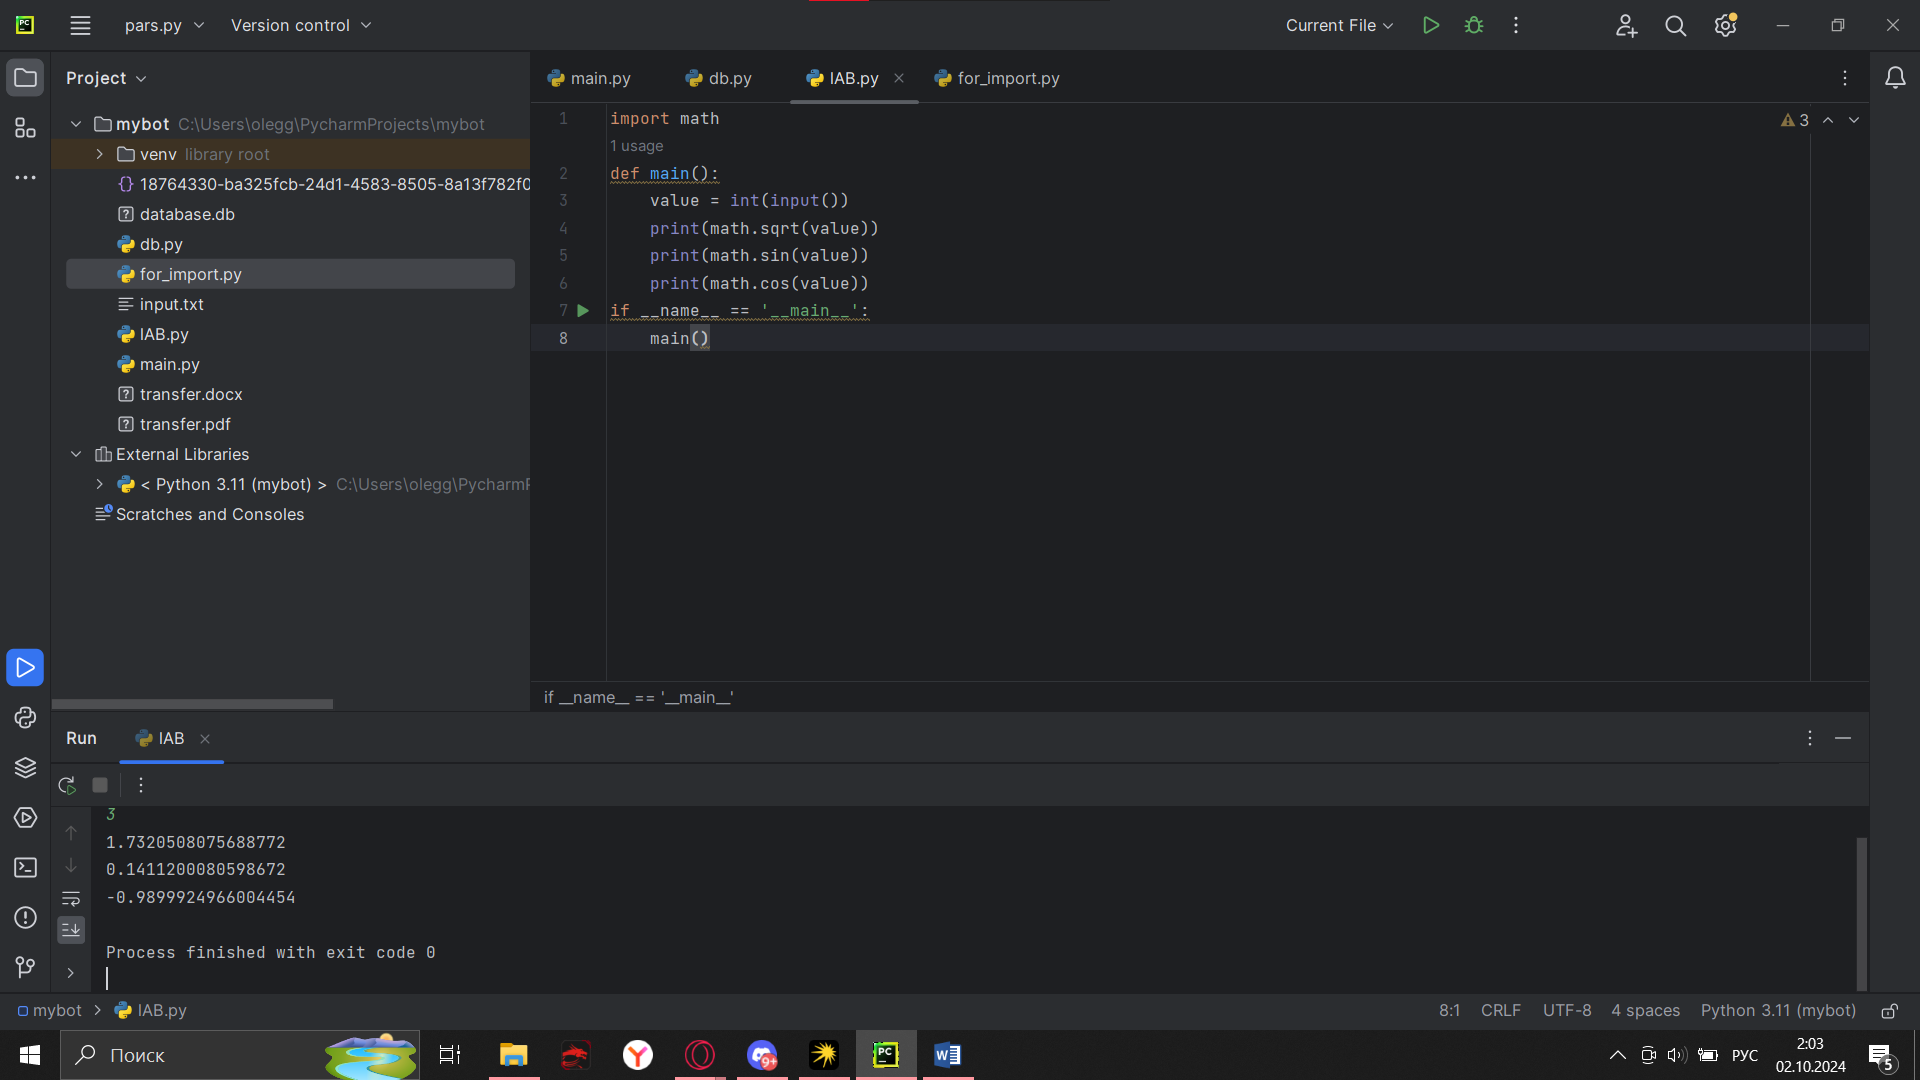 pars.py
Version control
Current File
Project
main.py
db.py
IAB.py
for_import.py
mybot C:\Users\olegg\PycharmProjects\mybot
venv library root
18764330-ba325fcb-24d1-4583-8505-8a13f782f0
database.db
db.py
for_import.py
input.txt
IAB.py
main.py
transfer.docx
transfer.pdf
External Libraries
< Python 3.11 (mybot) > C:\Users\olegg\Pycharm
Scratches and Consoles
3
1 import math
1 usage
2 def main():
3 value = int(input())
4 print(math.sqrt(value))
5 print(math.sin(value))
6 print(math.cos(value))
7 if __name__ == '__main__':
8 main()
if __name__ == '__main__'
Run
IAB
3
1.7320508075688772
0.1411200080598672
-0.9899924966004454
Process finished with exit code 0
mybot > IAB.py
8:1 CRLF UTF-8 4 spaces Python 3.11 (mybot)
Поиск
9+
PC
W
РУС
2:03
02.10.2024
5